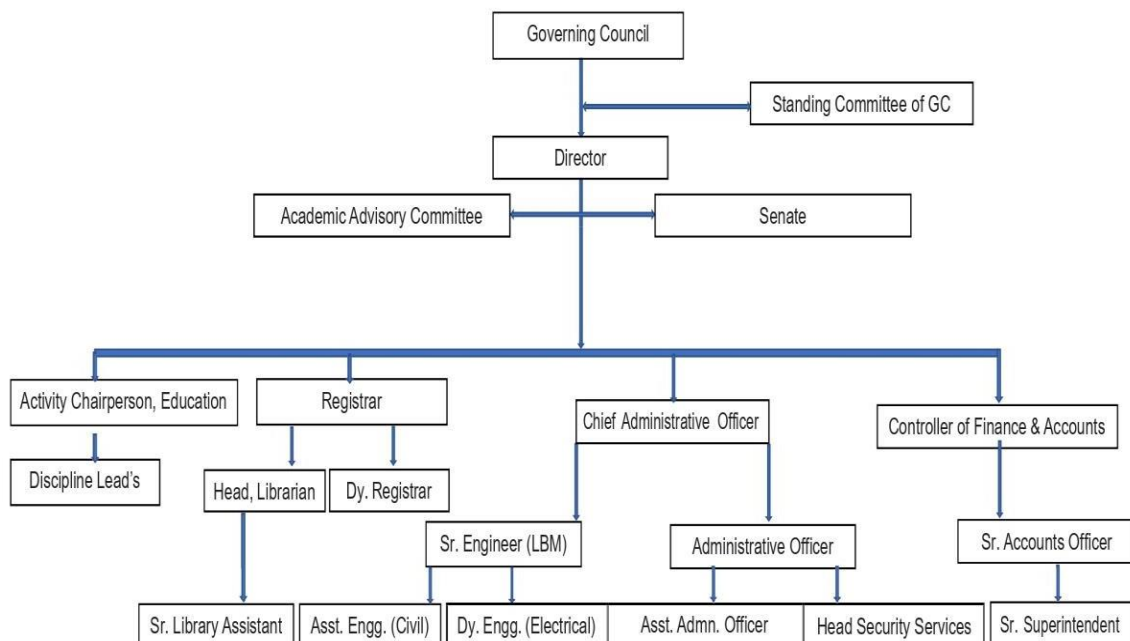 Governing Council
Standing Committee of GC
Director
Academic Advisory Committee
Senate
Activity Chairperson, Education
Registrar
Chief Administrative Officer
Controller of Finance & Accounts
Discipline Lead's
Head, Librarian
Dy. Registrar
Sr. Engineer (LBM)
Administrative Officer
Sr. Accounts Officer
Sr. Library Assistant
Asst. Engg. (Civil)
Dy. Engg. (Electrical)
Asst. Admn. Officer
Head Security Services
Sr. Superintendent